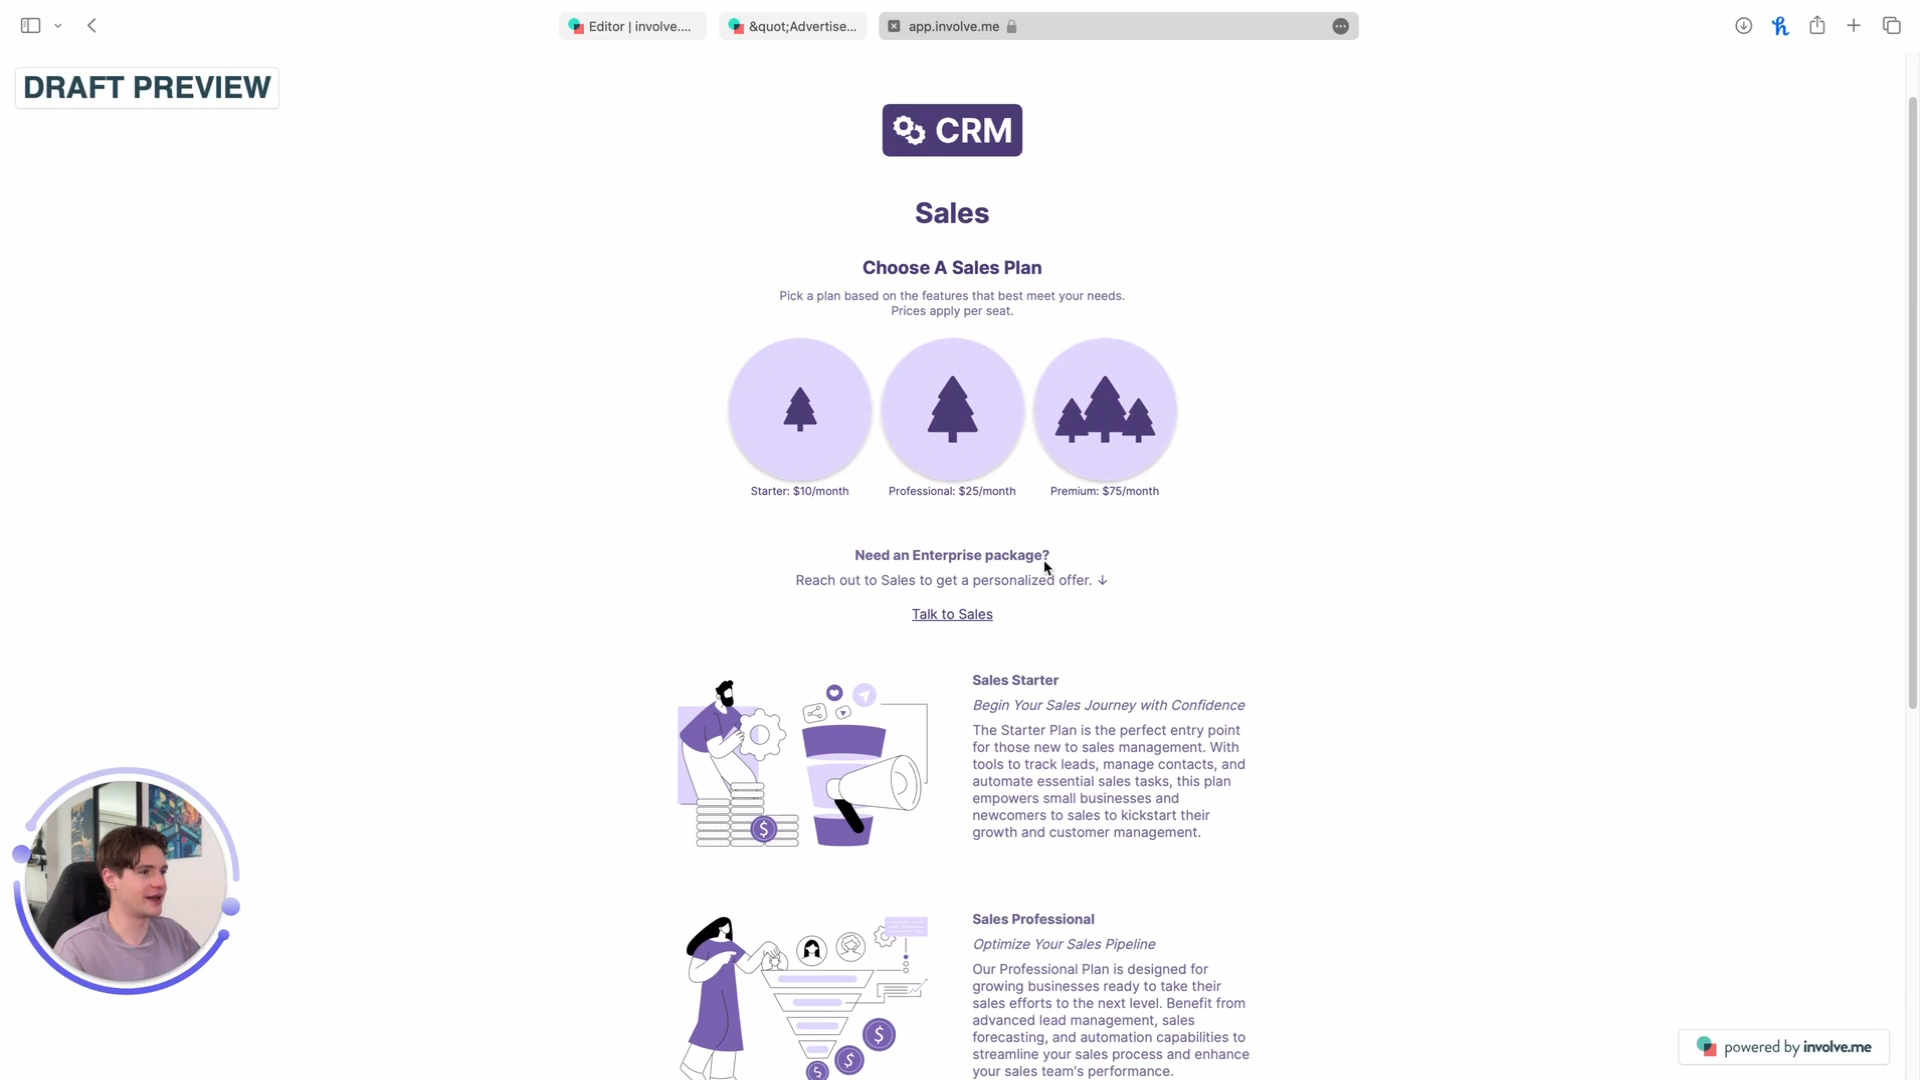 Editor | involve....
&quot;Advertise...
app.involve.me
DRAFT PREVIEW
CRM
Sales
Choose A Sales Plan
Pick a plan based on the features that best meet your needs.
Prices apply per seat.
Starter: $10/month
Professional: $25/month
Premium: $75/month
Need an Enterprise package?
Reach out to Sales to get a personalized offer. ↓
Talk to Sales
Sales Starter
Begin Your Sales Journey with Confidence
The Starter Plan is the perfect entry point
for those new to sales management. With
tools to track leads, manage contacts, and
automate essential sales tasks, this plan
empowers small businesses and
newcomers to sales to kickstart their
growth and customer management.
Sales Professional
Optimize Your Sales Pipeline
Our Professional Plan is designed for
growing businesses ready to take their
sales efforts to the next level. Benefit from
advanced lead management, sales
forecasting, and automation capabilities to
streamline your sales process and enhance
your sales team's performance.
powered by involve.me